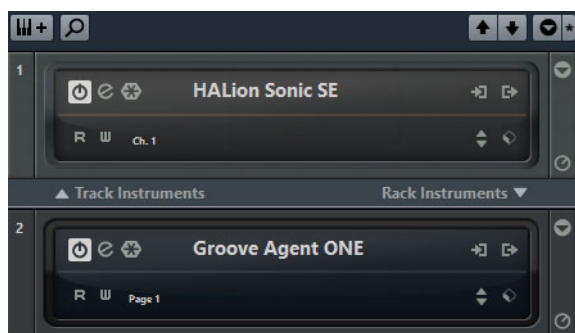 1
HALion Sonic SE
R W Ch. 1
Track Instruments Rack Instruments
2
Groove Agent ONE
R W Page 1